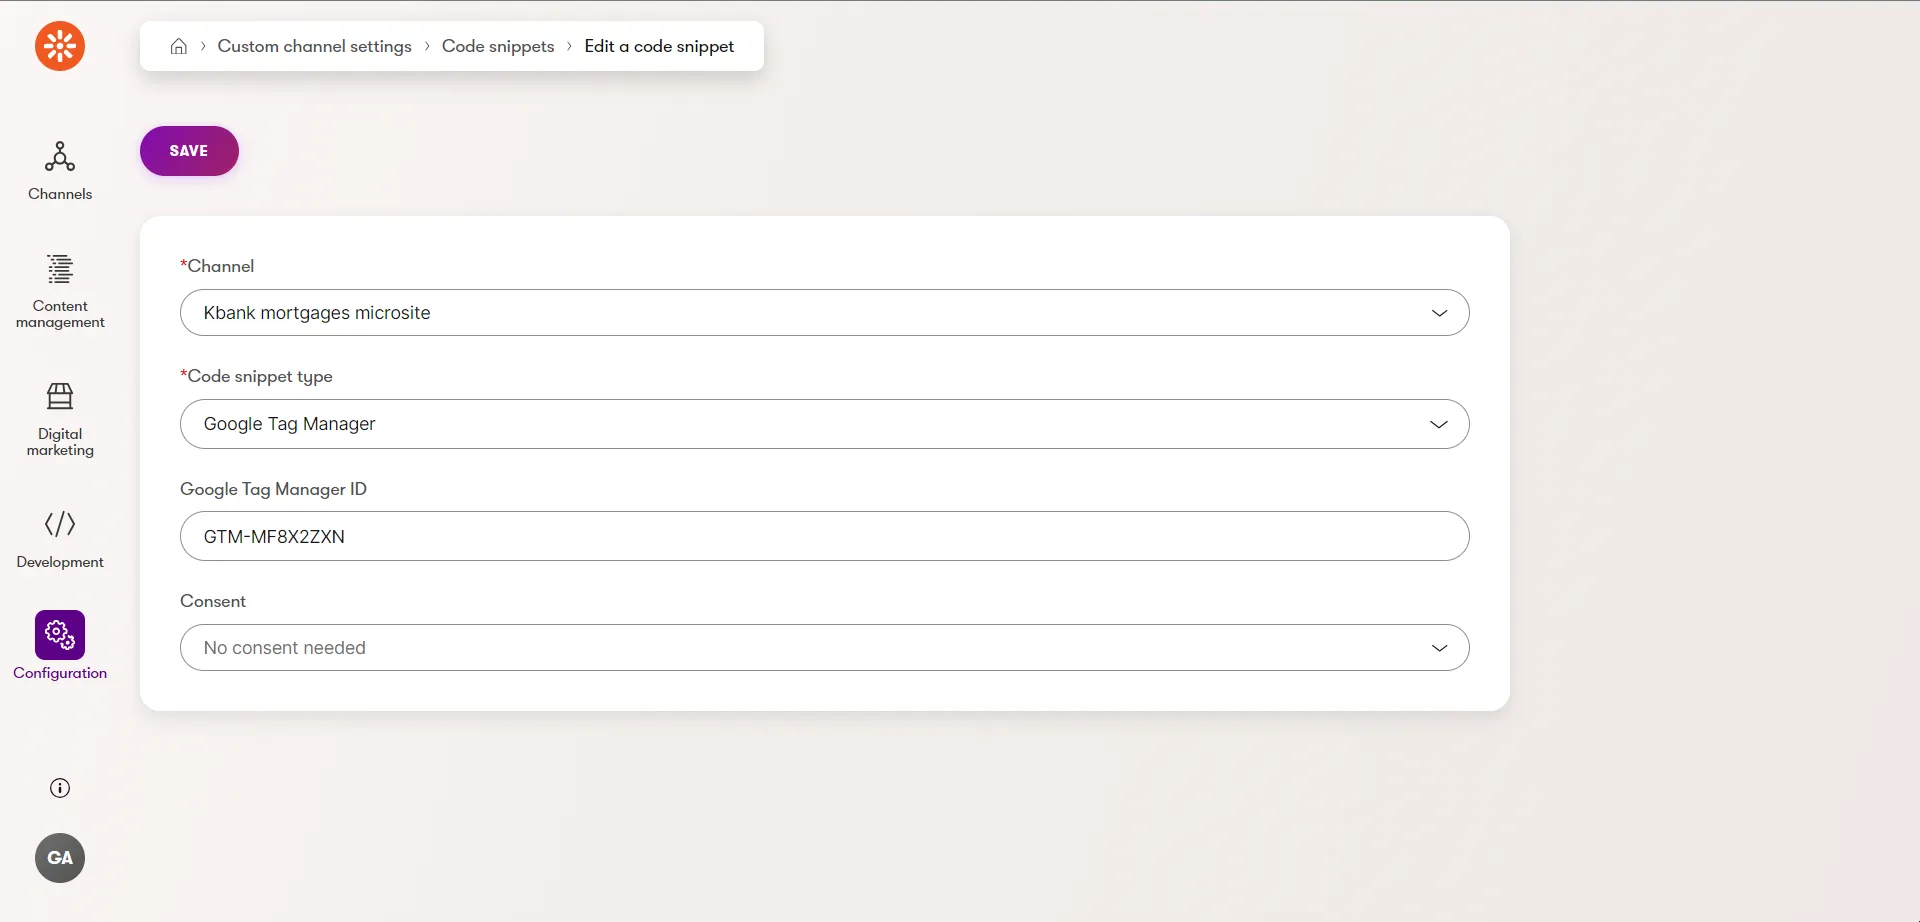 Custom channel settings
Code snippets
Edit a code snippet
SAVE
Channels
Content
management
Digital
marketing
Development
Configuration
GA
*Channel
Kbank mortgages microsite
*Code snippet type
Google Tag Manager
Google Tag Manager ID
GTM-MF8X2ZXN
Consent
No consent needed